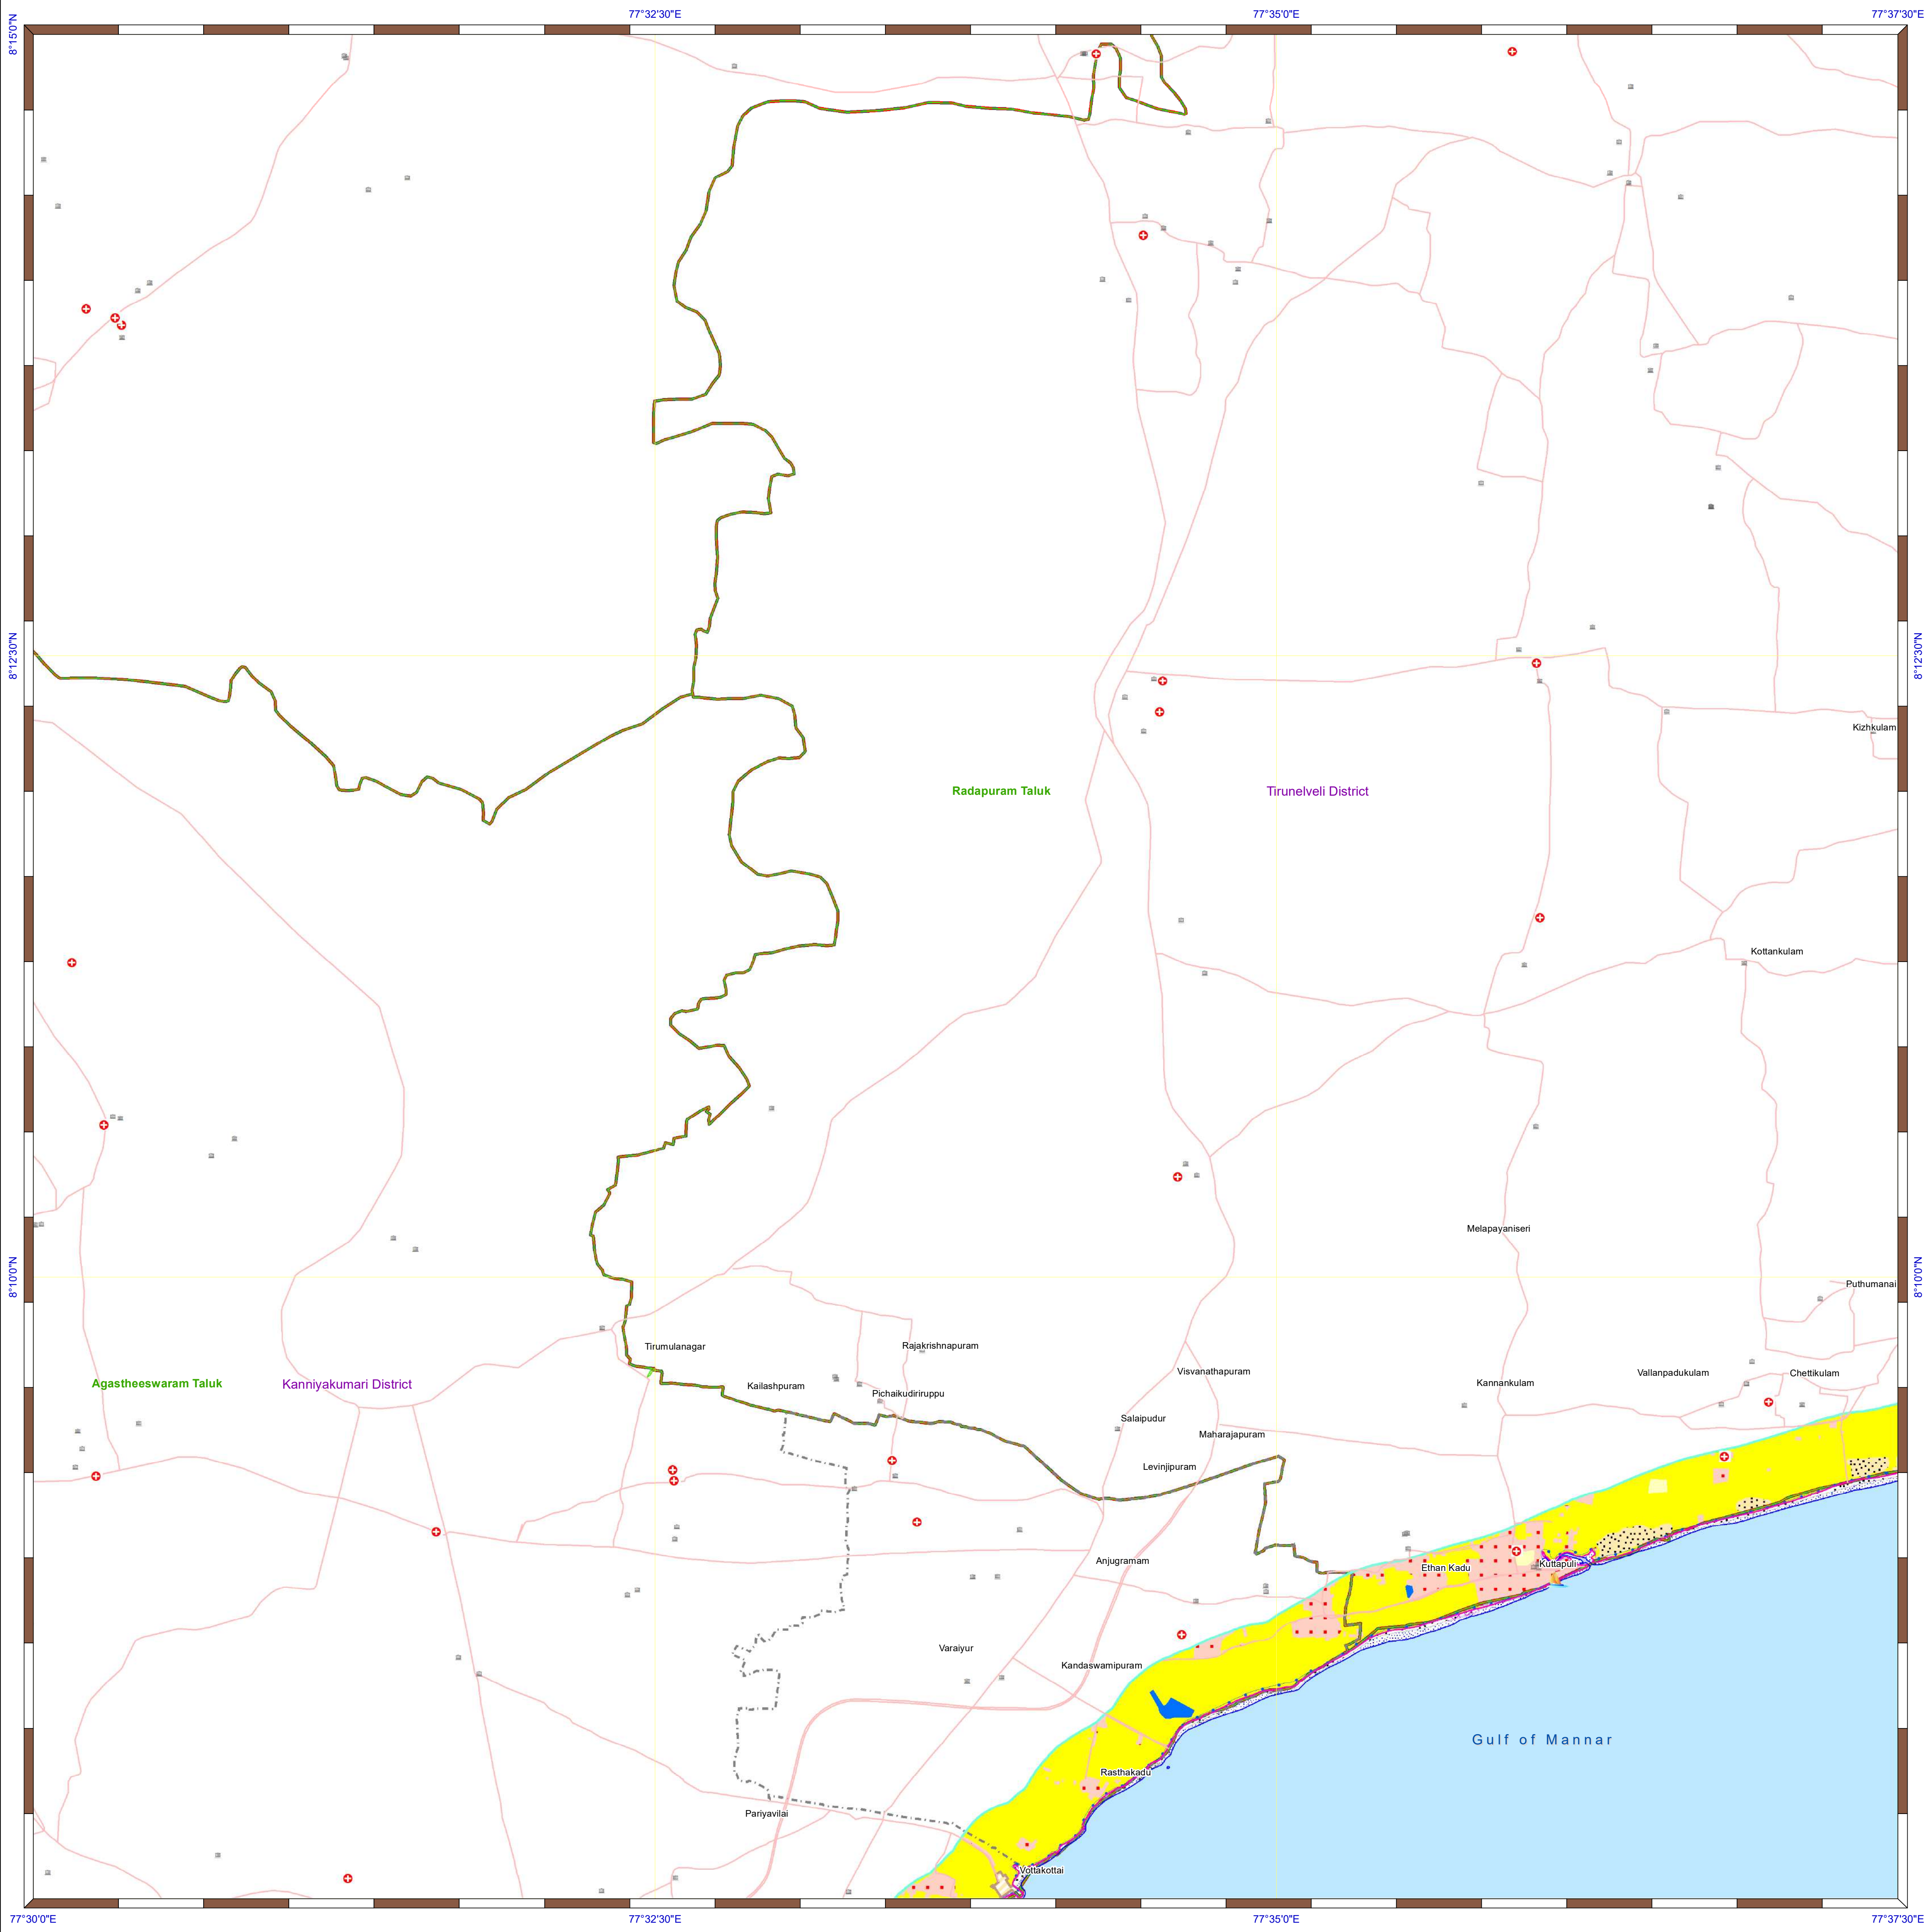 77°32'30"E
77°35'0"E
77°37'30"E
8°15'0"N
8°12'30"N
8°12'30"N
Kizhkulam
Radapuram Taluk
Tirunelveli District
Kottankulam
Melapayaniseri
8°10'0"N
8°10'0"N
Puthumanai
Tirumulanagar
Rajakrishnapuram
Visvanathapuram
Vallanpadukulam
Chettikulam
Agastheeswaram Taluk
Kanniyakumari District
Kailashpuram
Pichaikudiriruppu
Kannankulam
Salaipudur
Maharajapuram
Levinjipuram
Anjugramam
Ethan Kadu
Kuttapuli
Varaiyur
Kandaswamipuram
Gulf of Mannar
Rasthakadu
Pariyavilai
Vottakottai
77°30'0"E
77°32'30"E
77°35'0"E
77°37'30"E